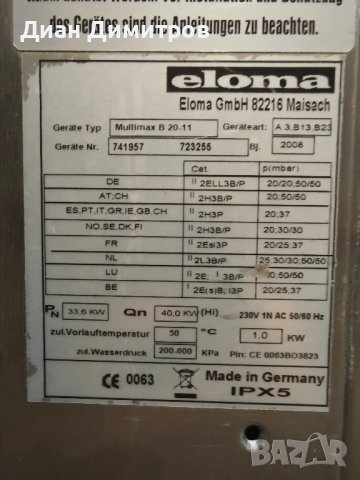 des Gerätes sind die Anleitungen zu beachten.
Диан Димитров
eloma
Eloma GmbH 82216 Maisach
Geräte Typ Multimax B 20-11 Geräteart: A 3,B13,B23
Geräte Nr. 741957 723255 Bj. 2008
Cat. p(mbar)
DE II 2ELL3B/P 20/20,50/50
AT,CH II 2H3B/P 20,50/50
ES,PT,IT,GR,IE,GB,CH II 2H3P 20,37
NO,SE,DK,FI II 2H3B/P 20,30/30
FR II 2Esi3P 20/25,37
NL II 2L3B/P 25,30/30,50/50
LU II 2E; I 3B/P 20,50/50
BE II 2E(s)B; I3P 20/25,37
PN 33.6 KW Qn 40.0 KW (Hi) 230V 1N AC 50/60 Hz
zul.Vorlauftemperatur 50 °C 1.0 KW
zul.Wasserdruck 200-600 KPa Pin: CE 0063BO3823
CE 0063 Made in Germany
IPX5
BAZAR